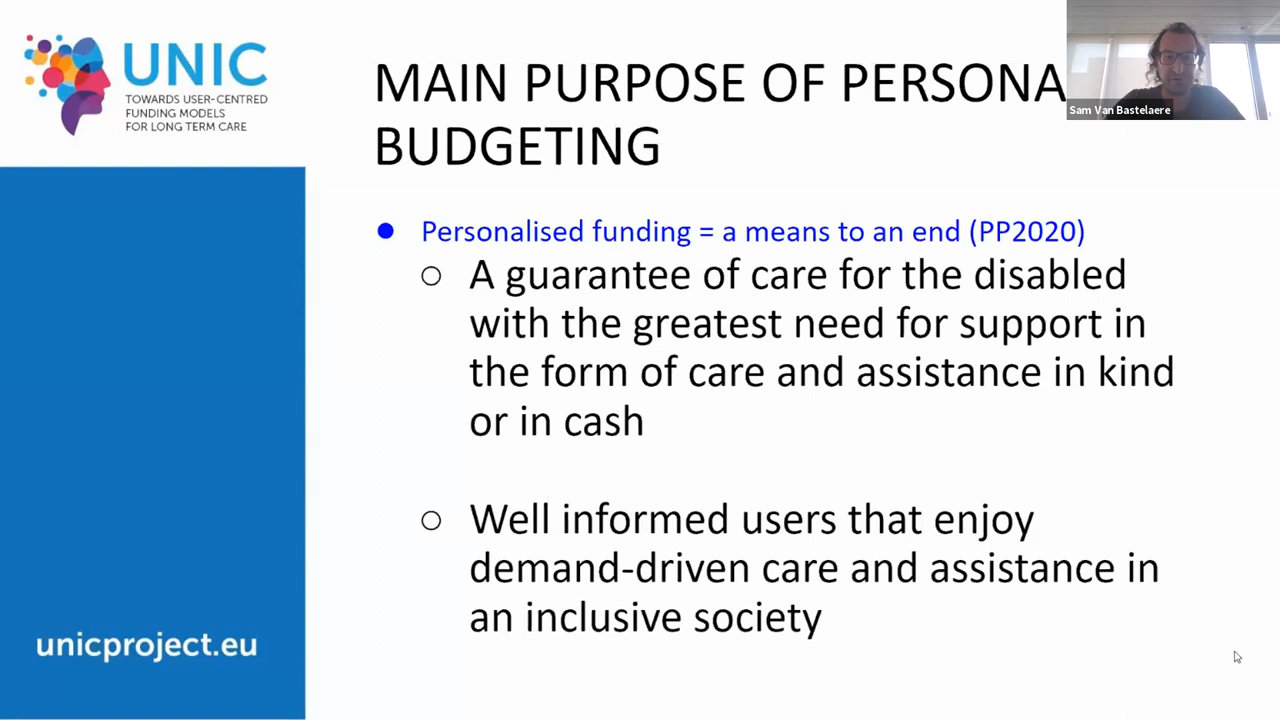 UNIC
TOWARDS USER-CENTRED
FUNDING MODELS
FOR LONG TERM CARE
MAIN PURPOSE OF PERSONA
BUDGETING
Sam Van Bastelaere
● Personalised funding = a means to an end (PP2020)
○ A guarantee of care for the disabled
with the greatest need for support in
the form of care and assistance in kind
or in cash
○ Well informed users that enjoy
demand-driven care and assistance in
an inclusive society
unicproject.eu